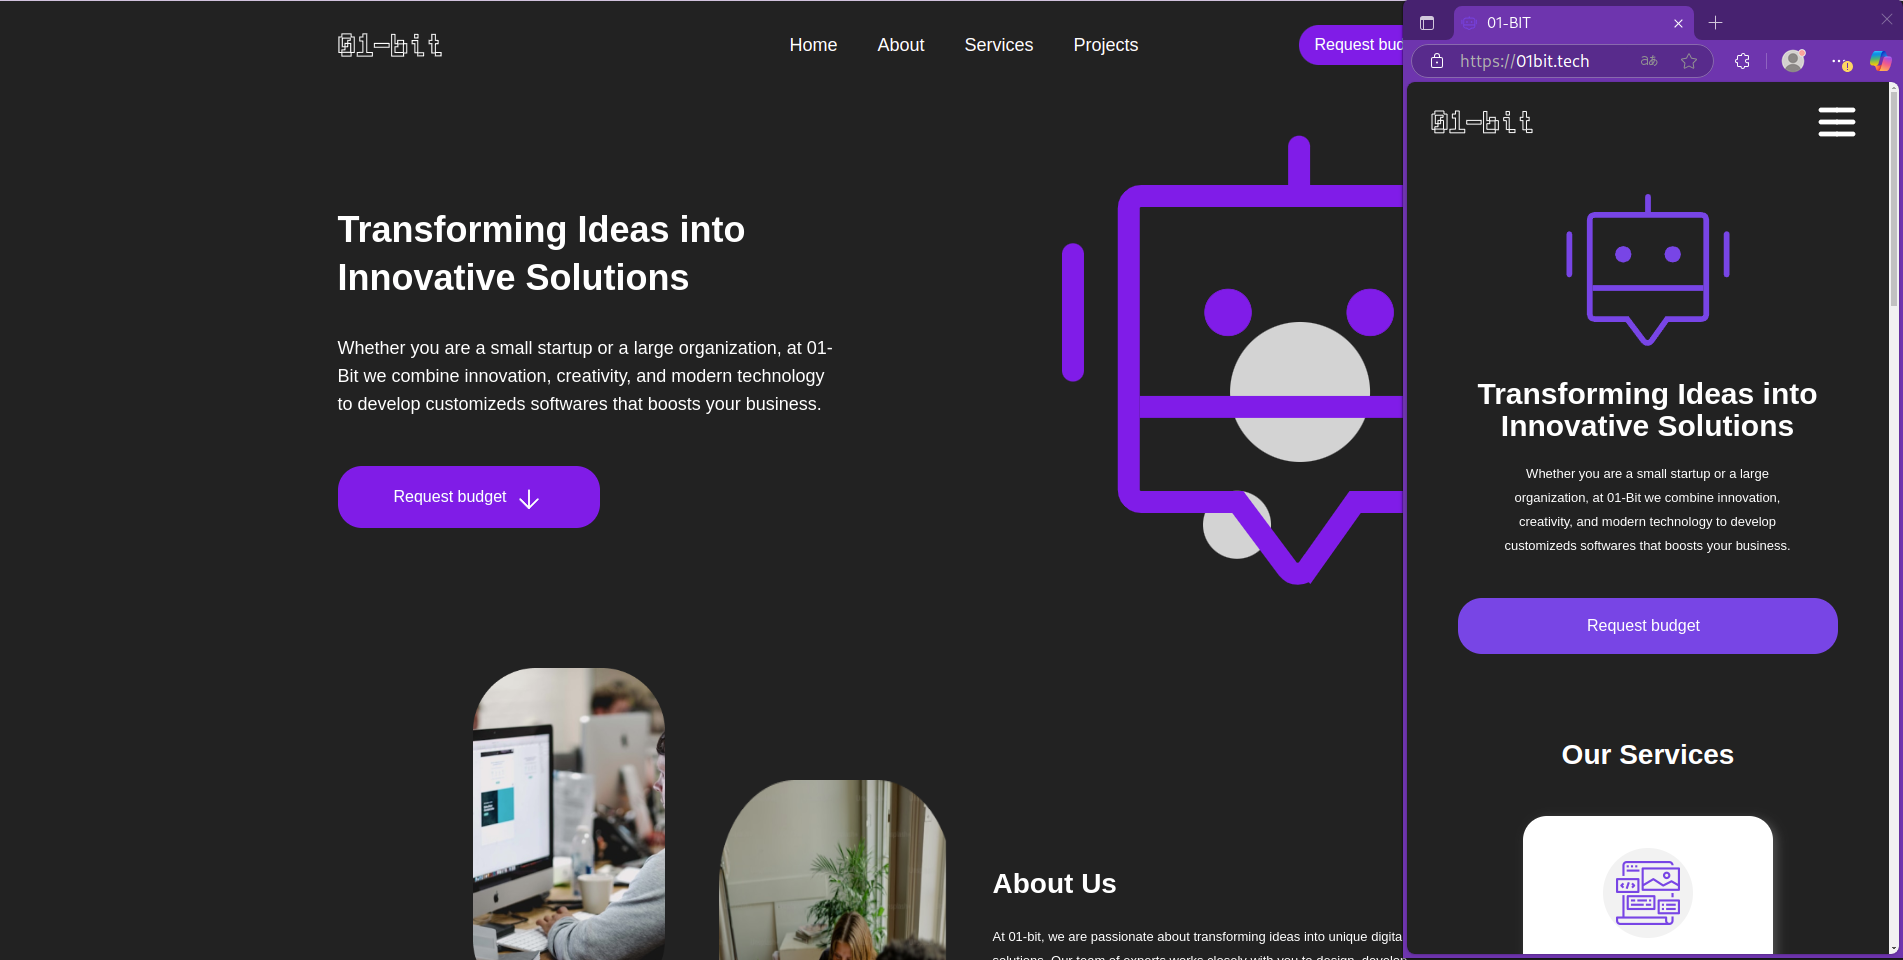 01-bit
Home
About
Services
Projects
Request bud
Transforming Ideas into
Innovative Solutions
Whether you are a small startup or a large organization, at 01-
Bit we combine innovation, creativity, and modern technology
to develop customizeds softwares that boosts your business.
Request budget
About Us
At 01-bit, we are passionate about transforming ideas into unique digita
solutions. Our team of experts works closely with you to design, develop
01-BIT
https://01bit.tech
aあ
01-bit
Transforming Ideas into
Innovative Solutions
Whether you are a small startup or a large
organization, at 01-Bit we combine innovation,
creativity, and modern technology to develop
customizeds softwares that boosts your business.
Request budget
Our Services